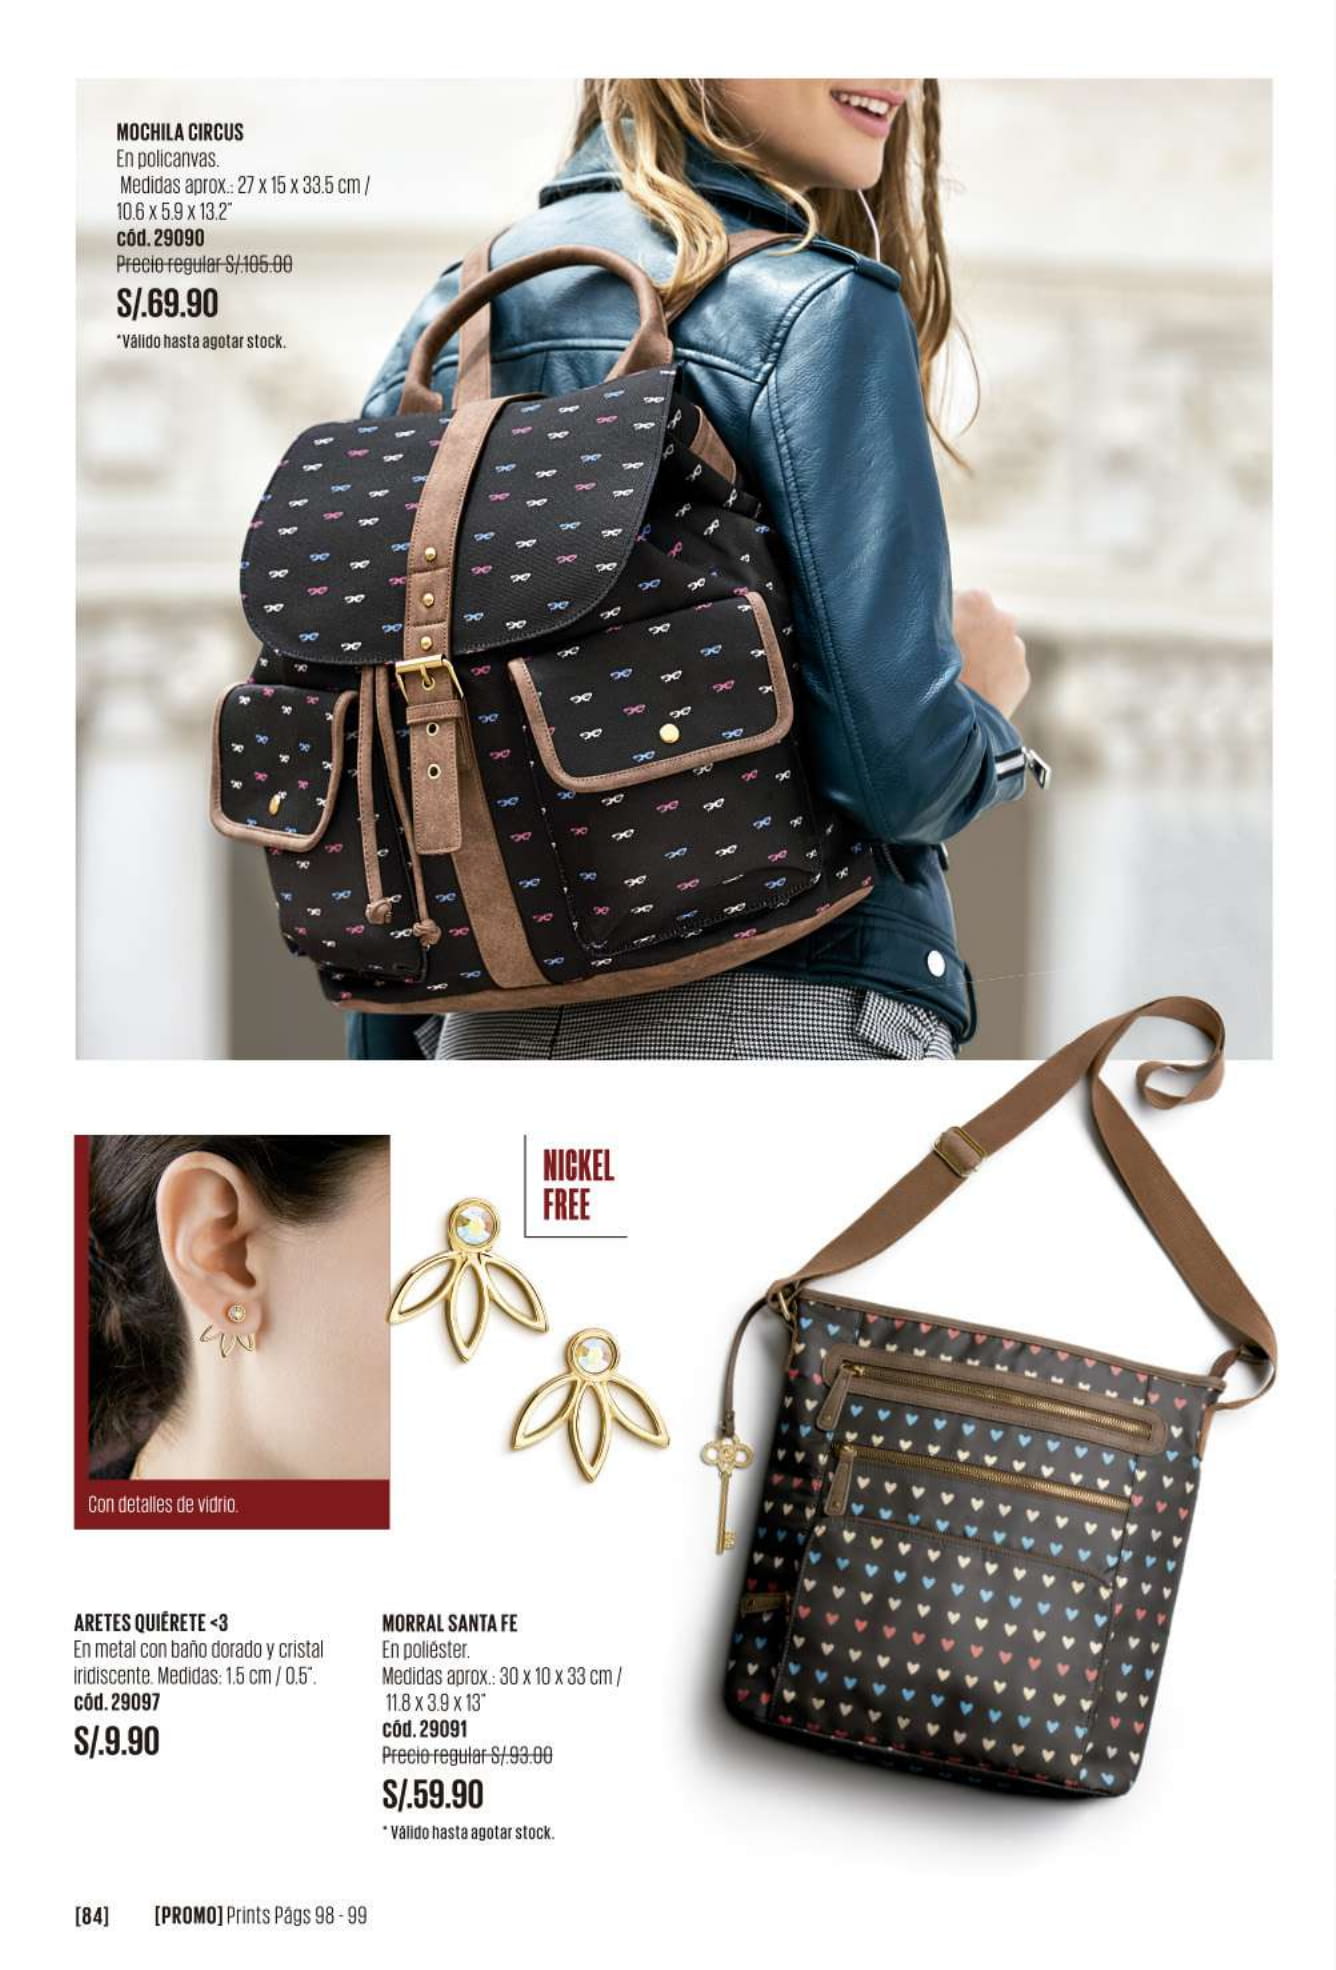 MOCHILA CIRCUS
En policanvas.
Medidas aprox.: 27 x 15 x 33.5 cm /
10.6 x 5.9 x 13.2"
cód. 29090
Precio regular S/.105.00
S/.69.90
*Válido hasta agotar stock.
NICKEL
FREE
Con detalles de vidrio.
ARETES QUIÉRETE <3
En metal con baño dorado y cristal
iridiscente. Medidas: 1.5 cm / 0.5".
cód. 29097
S/.9.90
MORRAL SANTA FE
En poliéster.
Medidas aprox.: 30 x 10 x 33 cm /
11.8 x 3.9 x 13"
cód. 29091
Precio regular S/.93.00
S/.59.90
* Válido hasta agotar stock.
[84] [PROMO] Prints Págs 98 - 99